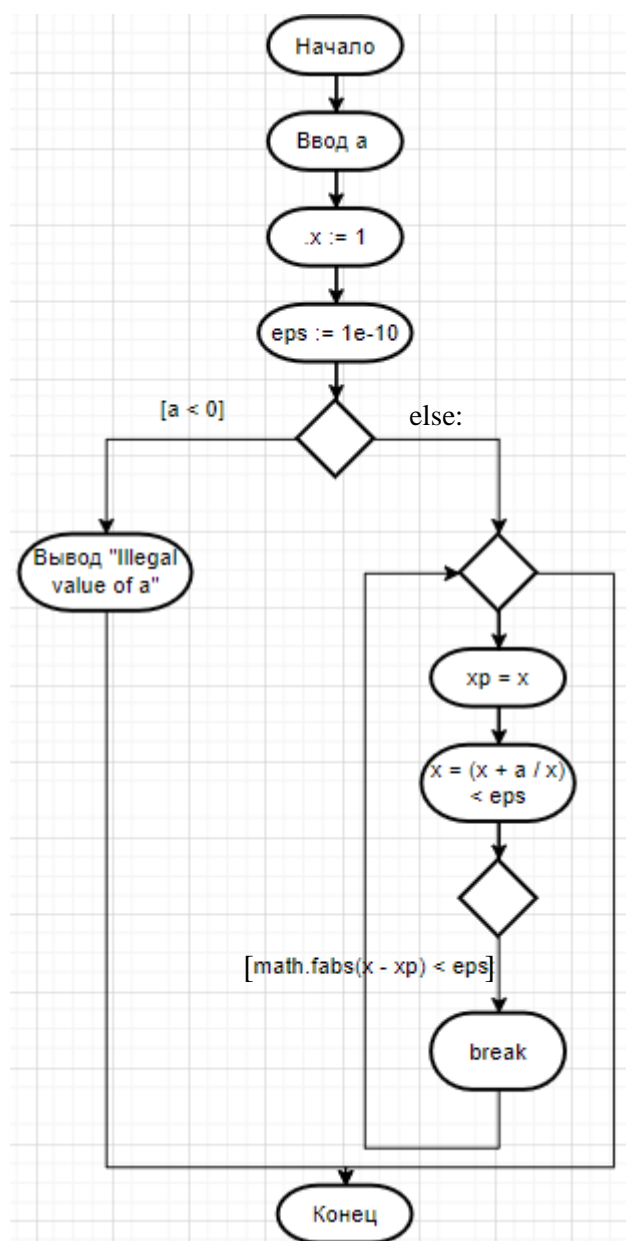 Начало
Ввод a
.x := 1
eps := 1e-10
[a < 0]
else:
Вывод "Illegal
value of a"
xp = x
x = (x + a / x)
< eps
[math.fabs(x - xp) < eps]
break
Конец